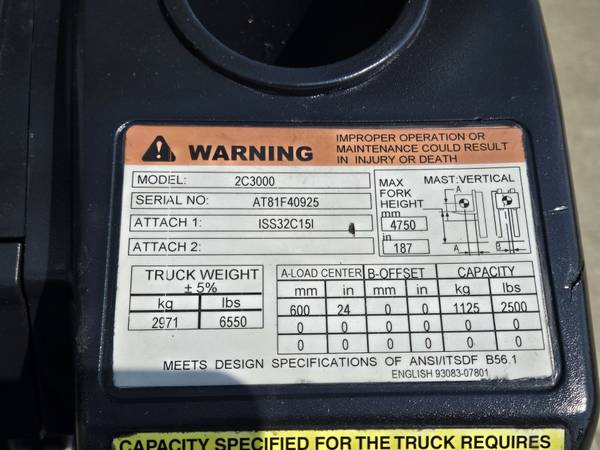 WARNING
IMPROPER OPERATION OR
MAINTENANCE COULD RESULT
IN INJURY OR DEATH
MODEL: 2C3000
SERIAL NO: AT81F40925
ATTACH 1: ISS32C15I
ATTACH 2:
MAX
FORK
HEIGHT
mm
4750
in
187
MAST:VERTICAL
A
A
B
TRUCK WEIGHT
± 5%
kg lbs
2971 6550
A-LOAD CENTER B-OFFSET CAPACITY
mm in mm in kg lbs
600 24 0 0 1125 2500
0 0 0 0 0 0
0 0 0 0 0 0
MEETS DESIGN SPECIFICATIONS OF ANSI/ITSDF B56.1
ENGLISH 93083-07801
CAPACITY SPECIFIED FOR THE TRUCK REQUIRES